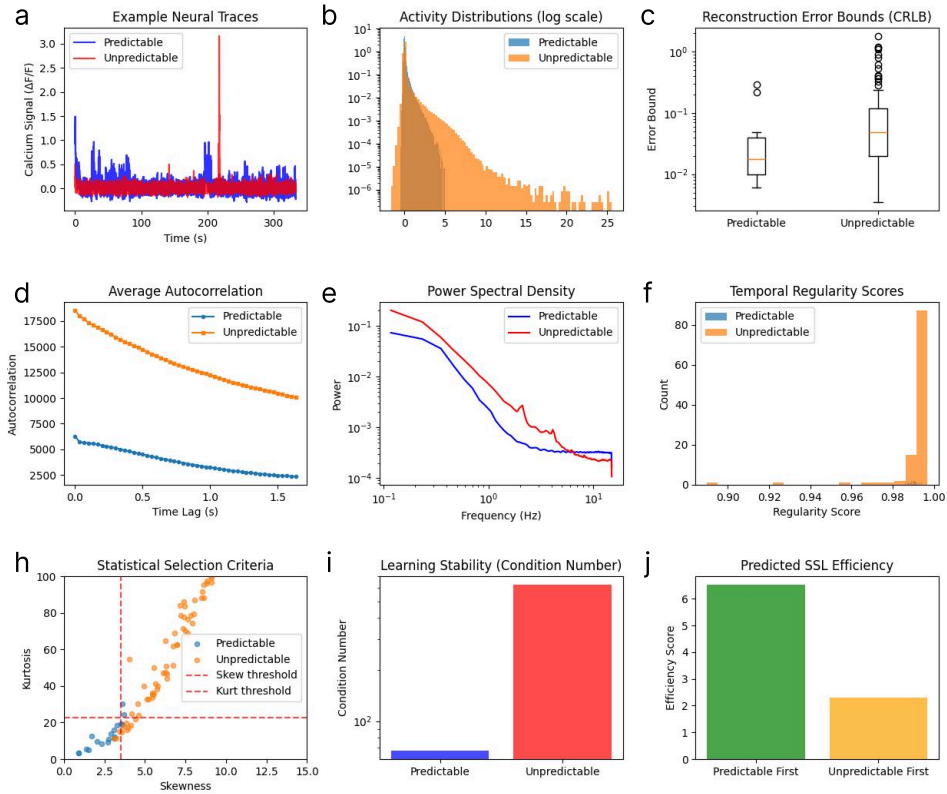 a
Example Neural Traces
Predictable
Unpredictable
Calcium Signal (ΔF/F)
3.0
2.5
2.0
1.5
1.0
0.5
0.0
0
100
200
300
Time (s)
b
Activity Distributions (log scale)
Predictable
Unpredictable
10¹
10⁰
10⁻¹
10⁻²
10⁻³
10⁻⁴
10⁻⁵
10⁻⁶
0
5
10
15
20
25
c
Reconstruction Error Bounds (CRLB)
Error Bound
10⁰
10⁻¹
10⁻²
Predictable
Unpredictable
d
Average Autocorrelation
Predictable
Unpredictable
Autocorrelation
17500
15000
12500
10000
7500
5000
2500
0.0
0.5
1.0
1.5
Time Lag (s)
e
Power Spectral Density
Predictable
Unpredictable
Power
10⁻¹
10⁻²
10⁻³
10⁻⁴
10⁻¹
10⁰
10¹
Frequency (Hz)
f
Temporal Regularity Scores
Predictable
Unpredictable
Count
80
60
40
20
0
0.90
0.92
0.94
0.96
0.98
1.00
Regularity Score
h
Statistical Selection Criteria
Predictable
Unpredictable
Skew threshold
Kurt threshold
Kurtosis
100
80
60
40
20
0
0.0
2.5
5.0
7.5
10.0
12.5
15.0
Skewness
i
Learning Stability (Condition Number)
Condition Number
10²
Predictable
Unpredictable
j
Predicted SSL Efficiency
Efficiency Score
6
5
4
3
2
1
0
Predictable First
Unpredictable First